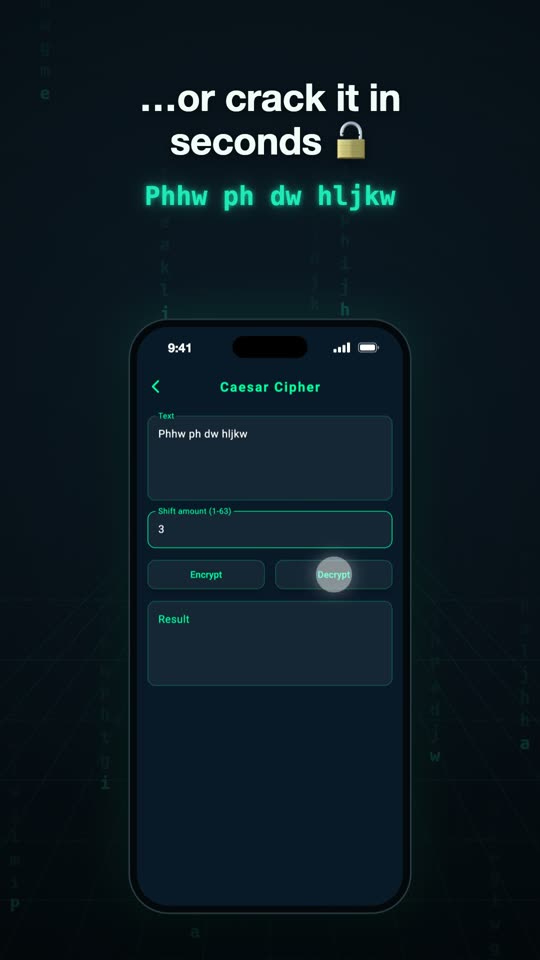 ...or crack it in
seconds 🔓
Phhw ph dw hljkw
9:41
Caesar Cipher
Text
Phhw ph dw hljkw
Shift amount (1-63)
3
Encrypt
Decrypt
Result